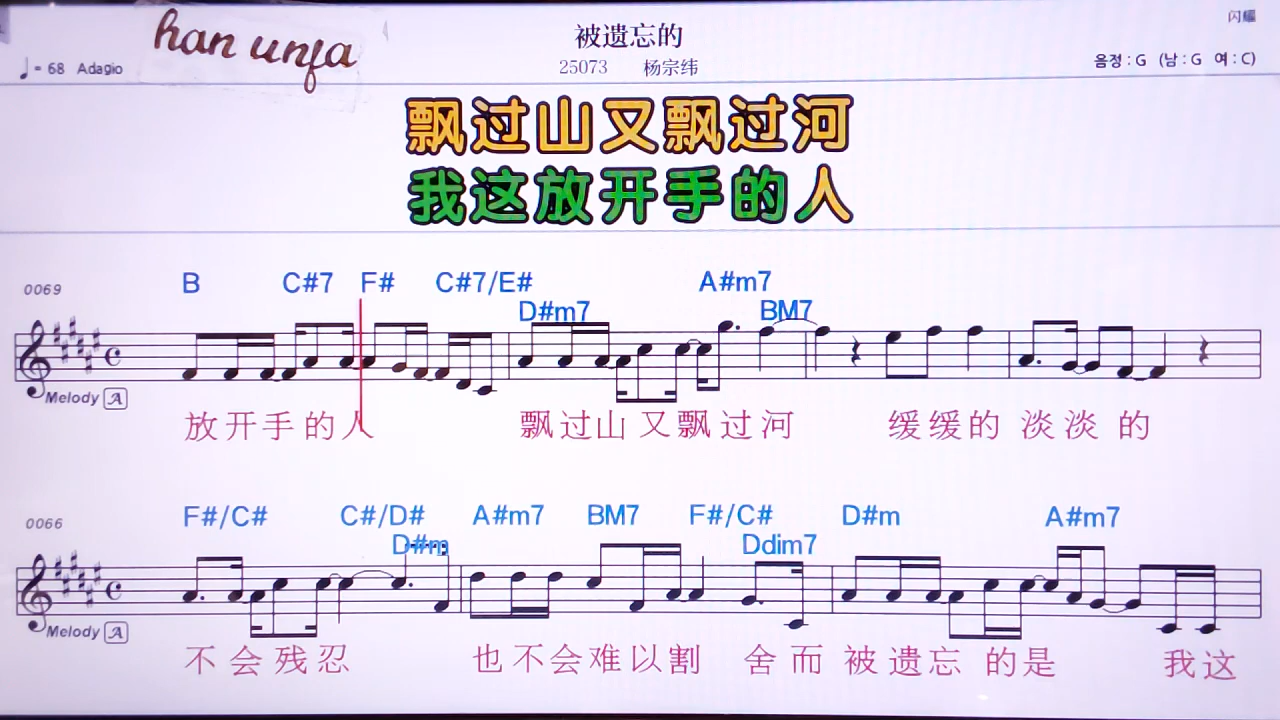 han unfa
闪耀
被遗忘的
♩= 68 Adagio
25073 杨宗纬
음정 : G (남 : G 여 : C)
飘过山又飘过河
我这放开手的人
0069
B C#7 F# C#7/E# D#m7 A#m7 BM7
Melody A
放开手的人 飘过山又飘过河 缓缓的 淡淡的
0066
F#/C# C#/D# D#m A#m7 BM7 F#/C# Ddim7 D#m A#m7
Melody A
不会残忍 也不会难以割 舍而被遗忘的是 我这